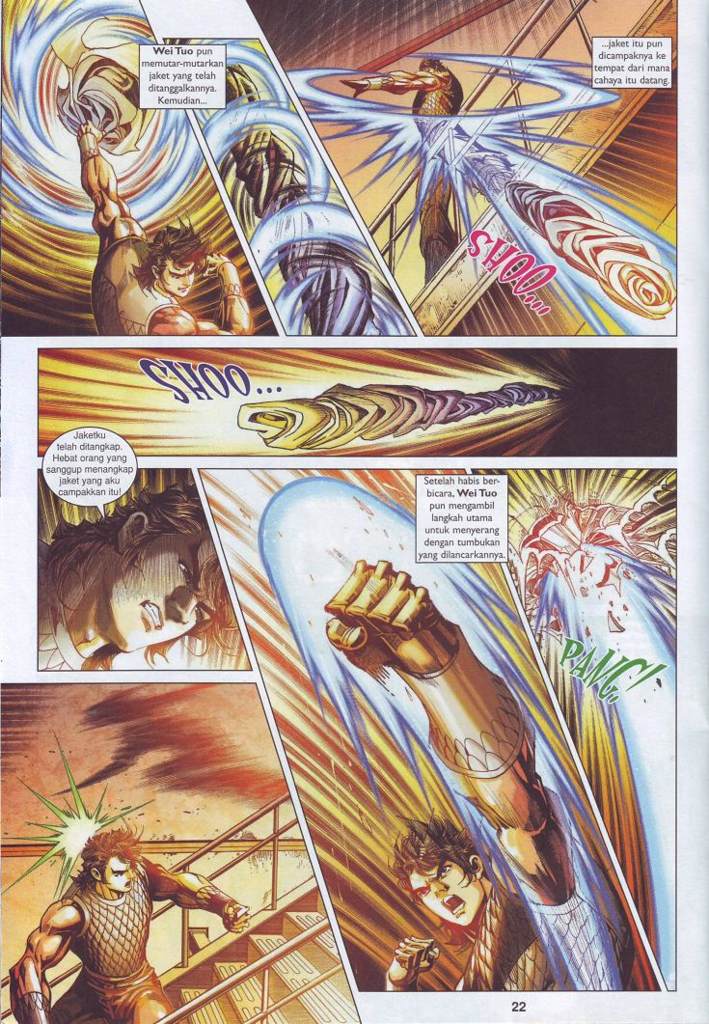 Wei Tuo pun
memutar-mutarkan
jaket yang telah
ditanggalkannya.
Kemudian...
...jaket itu pun
dicampaknya ke
tempat dari mana
cahaya itu datang.
SHOO...
SHOO...
Jaketku
telah ditangkap.
Hebat orang yang
sanggup menangkap
jaket yang aku
campakkan itu!
Setelah habis ber-
bicara, Wei Tuo
pun mengambil
langkah utama
untuk menyerang
dengan tumbukan
yang dilancarkannya.
PANG!
22